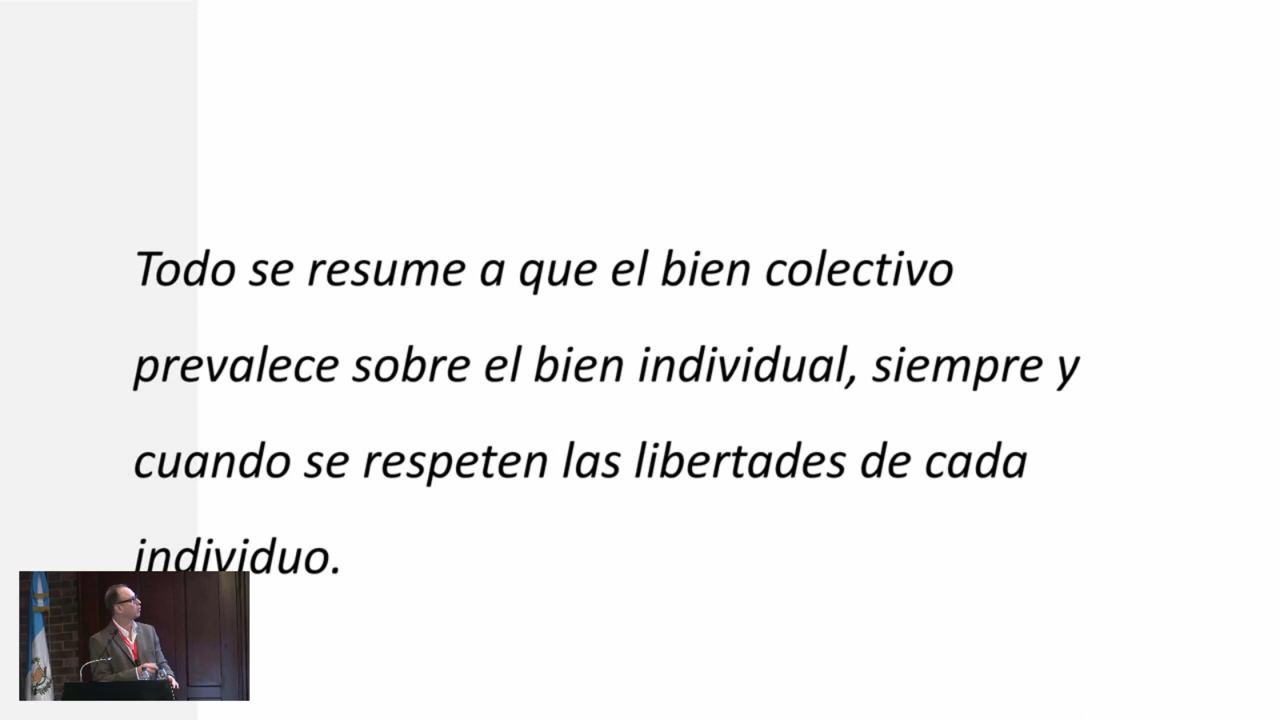 Todo se resume a que el bien colectivo
prevalece sobre el bien individual, siempre y
cuando se respeten las libertades de cada
individuo.